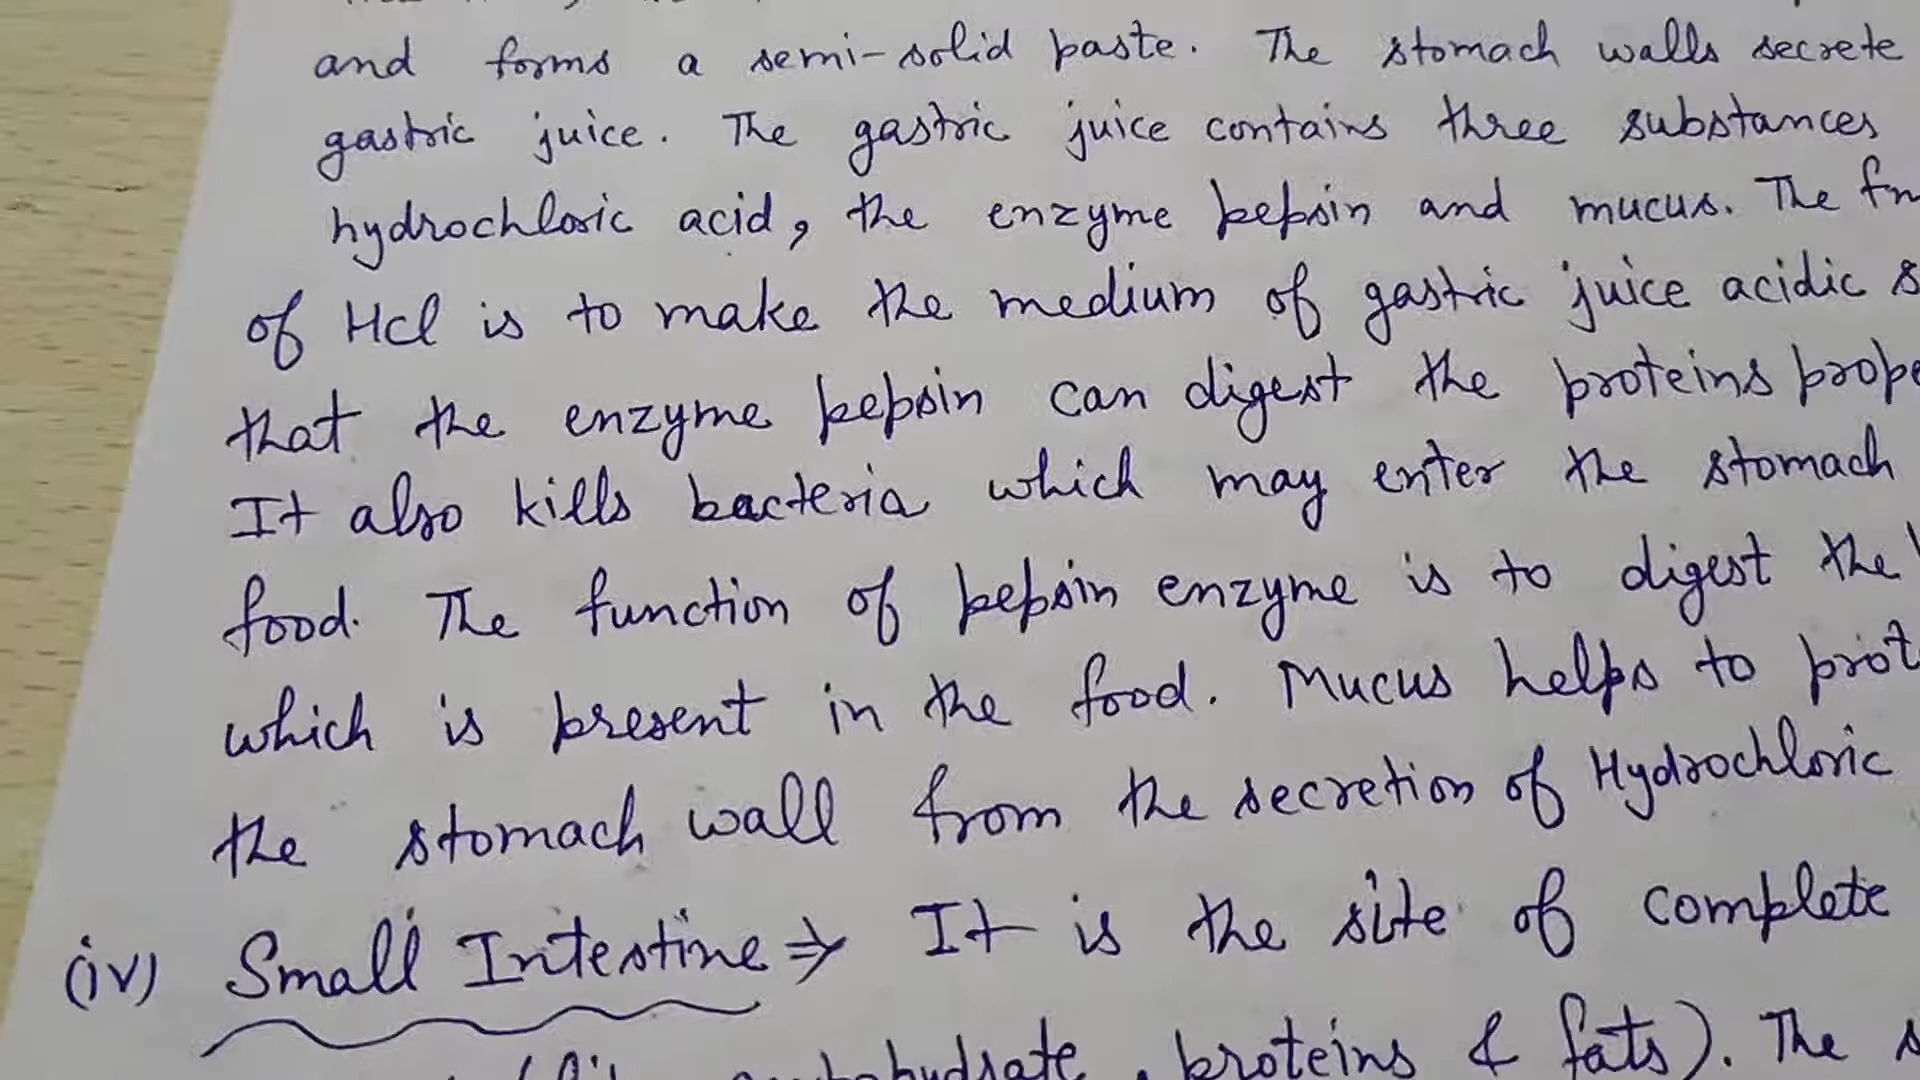 and forms a semi-solid paste. The stomach walls secrete
gastric juice. The gastric juice contains three substances
hydrochloric acid, the enzyme pepsin and mucus. The
of Hcl is to make the medium of gastric juice acidic
that the enzyme pepsin can digest the proteins
It also kills bacteria which may enter the stomach
food. The function of pepsin enzyme is to digest the
which is present in the food. Mucus helps to
the stomach wall from the secretion of Hydrochloric
(iv) Small Intestine ⇒ It is the site of complete
proteins & fats). The